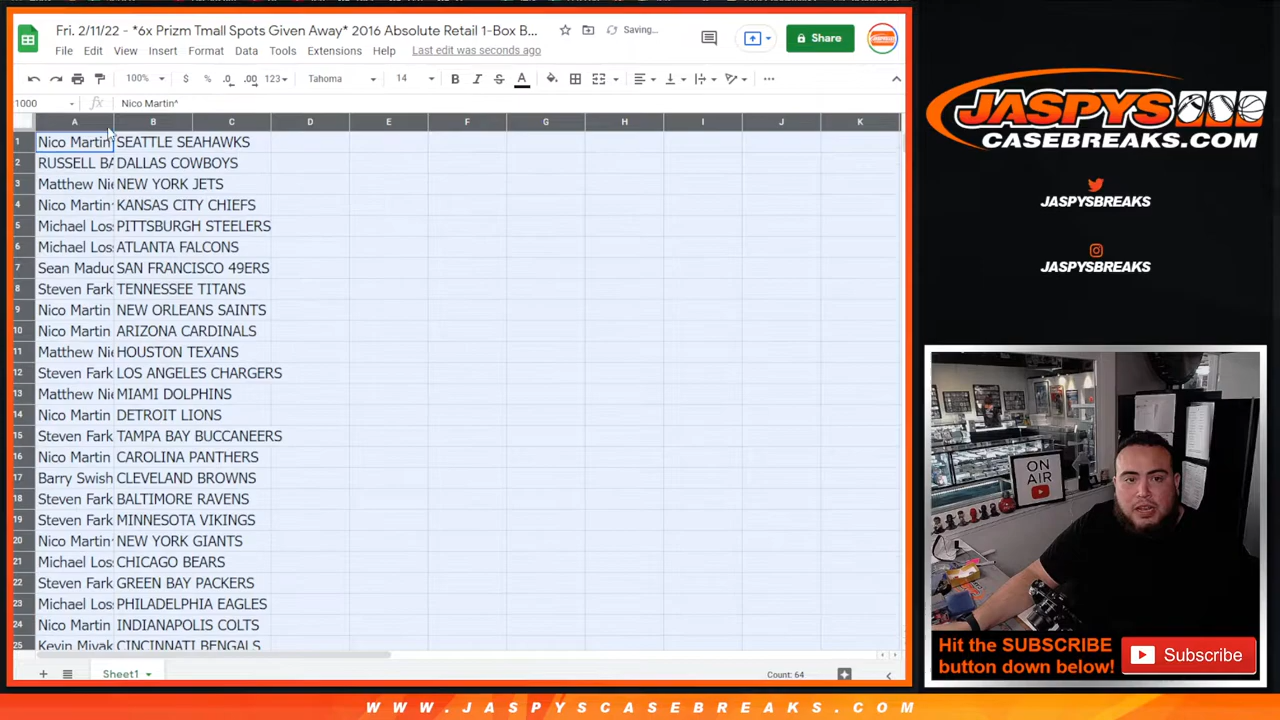 Fri. 2/11/22 - *6x Prizm Tmall Spots Given Away* 2016 Absolute Retail 1-Box B...
Saving...
File Edit View Insert Format Data Tools Extensions Help Last edit was seconds ago
Share
100% $ % .0 .00 123 Tahoma 14 B I S A
1000 fx Nico Martin^
A B C D E F G H I J K
1 Nico Martin^ SEATTLE SEAHAWKS
2 RUSSELL BA DALLAS COWBOYS
3 Matthew Nie NEW YORK JETS
4 Nico Martin^ KANSAS CITY CHIEFS
5 Michael Loss PITTSBURGH STEELERS
6 Michael Loss ATLANTA FALCONS
7 Sean Maduc SAN FRANCISCO 49ERS
8 Steven Fark TENNESSEE TITANS
9 Nico Martin NEW ORLEANS SAINTS
10 Nico Martin ARIZONA CARDINALS
11 Matthew Nie HOUSTON TEXANS
12 Steven Fark LOS ANGELES CHARGERS
13 Matthew Nie MIAMI DOLPHINS
14 Nico Martin DETROIT LIONS
15 Steven Fark TAMPA BAY BUCCANEERS
16 Nico Martin CAROLINA PANTHERS
17 Barry Swish CLEVELAND BROWNS
18 Steven Fark BALTIMORE RAVENS
19 Steven Fark MINNESOTA VIKINGS
20 Nico Martin NEW YORK GIANTS
21 Michael Loss CHICAGO BEARS
22 Steven Fark GREEN BAY PACKERS
23 Michael Loss PHILADELPHIA EAGLES
24 Nico Martin INDIANAPOLIS COLTS
25 Kevin Miyak CINCINNATI BENGALS
Sheet1
Count: 64
JASPYS
CASEBREAKS.COM
JASPYSBREAKS
JASPYSBREAKS
ON
AIR
Hit the SUBSCRIBE
button down below!
Subscribe
WWW.JASPYSCASEBREAKS.COM